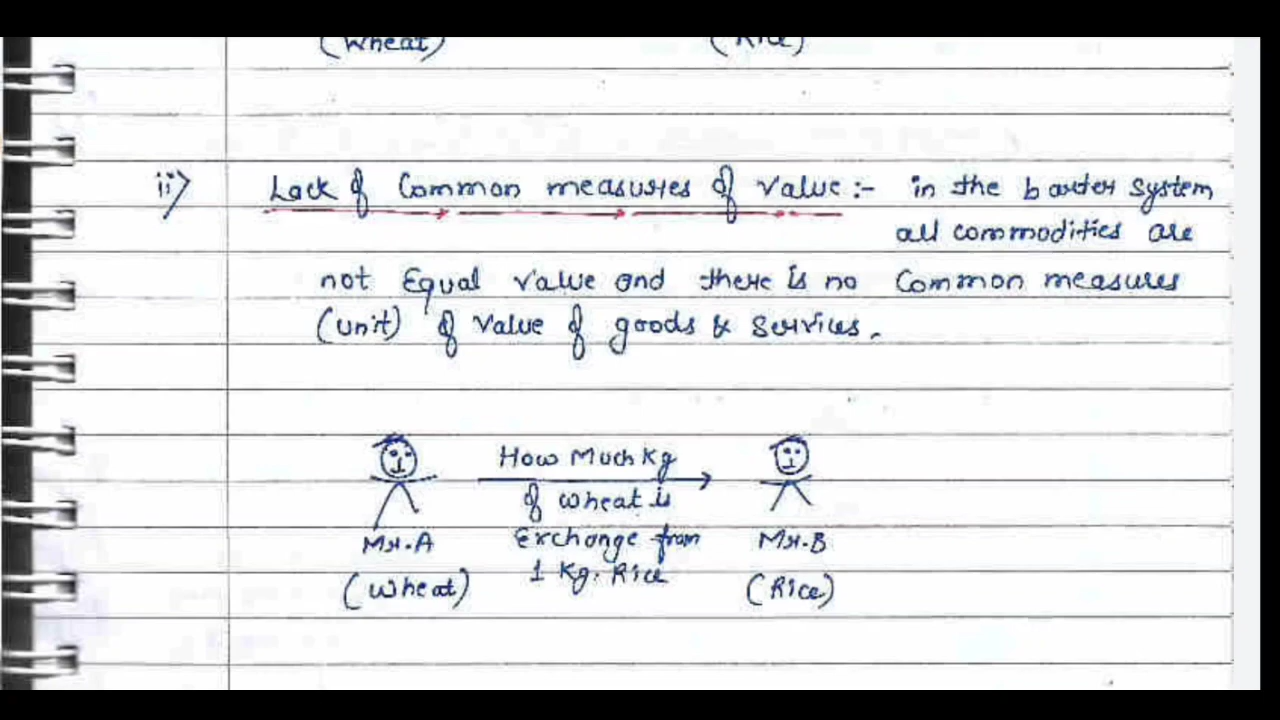 (Wheat) (Rice)
ii) Lack of Common measures of value :- in the barter system
all commodities are
not Equal value and there is no Common measures
(unit) of value of goods & services.
How Much Kg
of wheat is
Mr.A Exchange from Mr.B
1 Kg. Rice
(Wheat) (Rice)